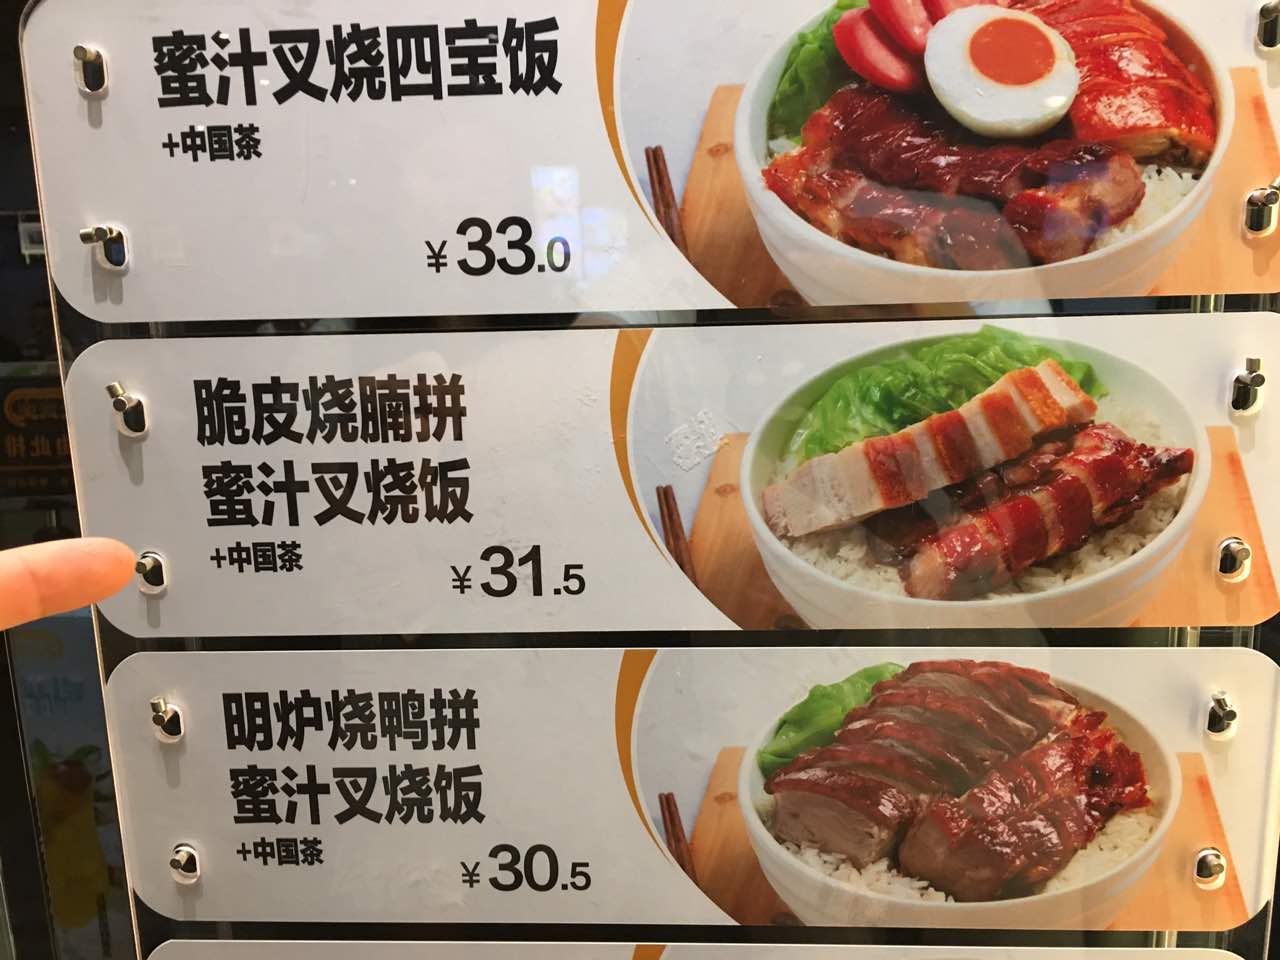 蜜汁叉烧四宝饭
+中国茶
¥33.0
脆皮烧腩拼
蜜汁叉烧饭
+中国茶
¥31.5
明炉烧鸭拼
蜜汁叉烧饭
+中国茶
¥30.5